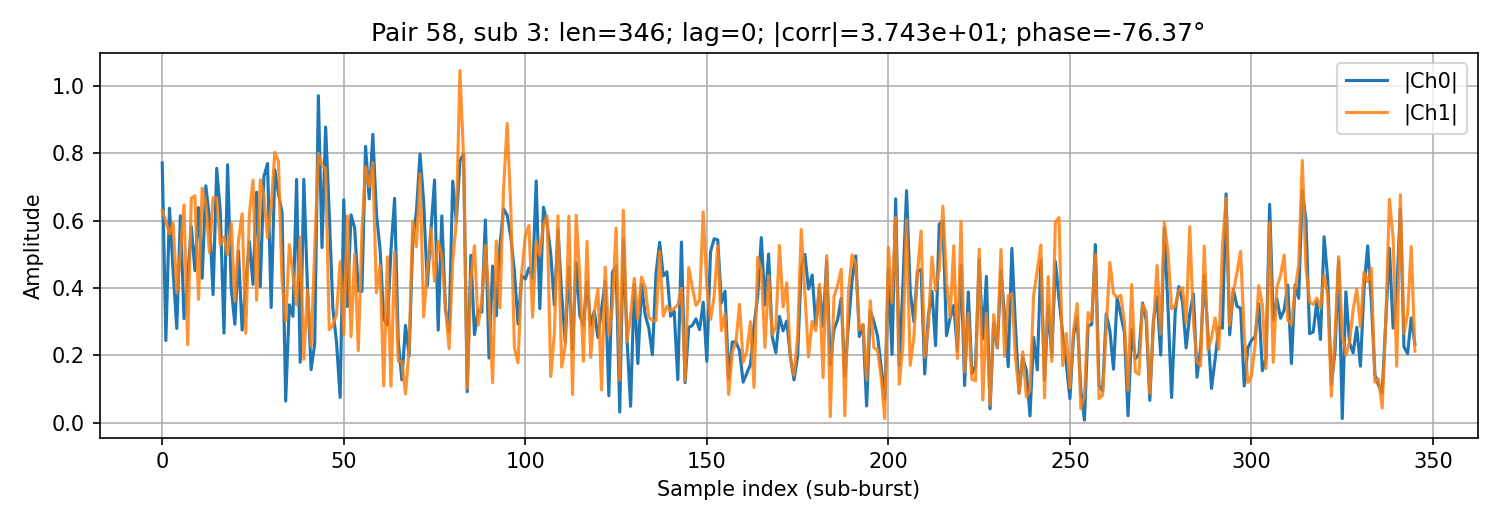 Pair 58, sub 3: len=346; lag=0; |corr|=3.743e+01; phase=-76.37°
|Ch0|
|Ch1|
Amplitude
1.0
0.8
0.6
0.4
0.2
0.0
0 50 100 150 200 250 300 350
Sample index (sub-burst)